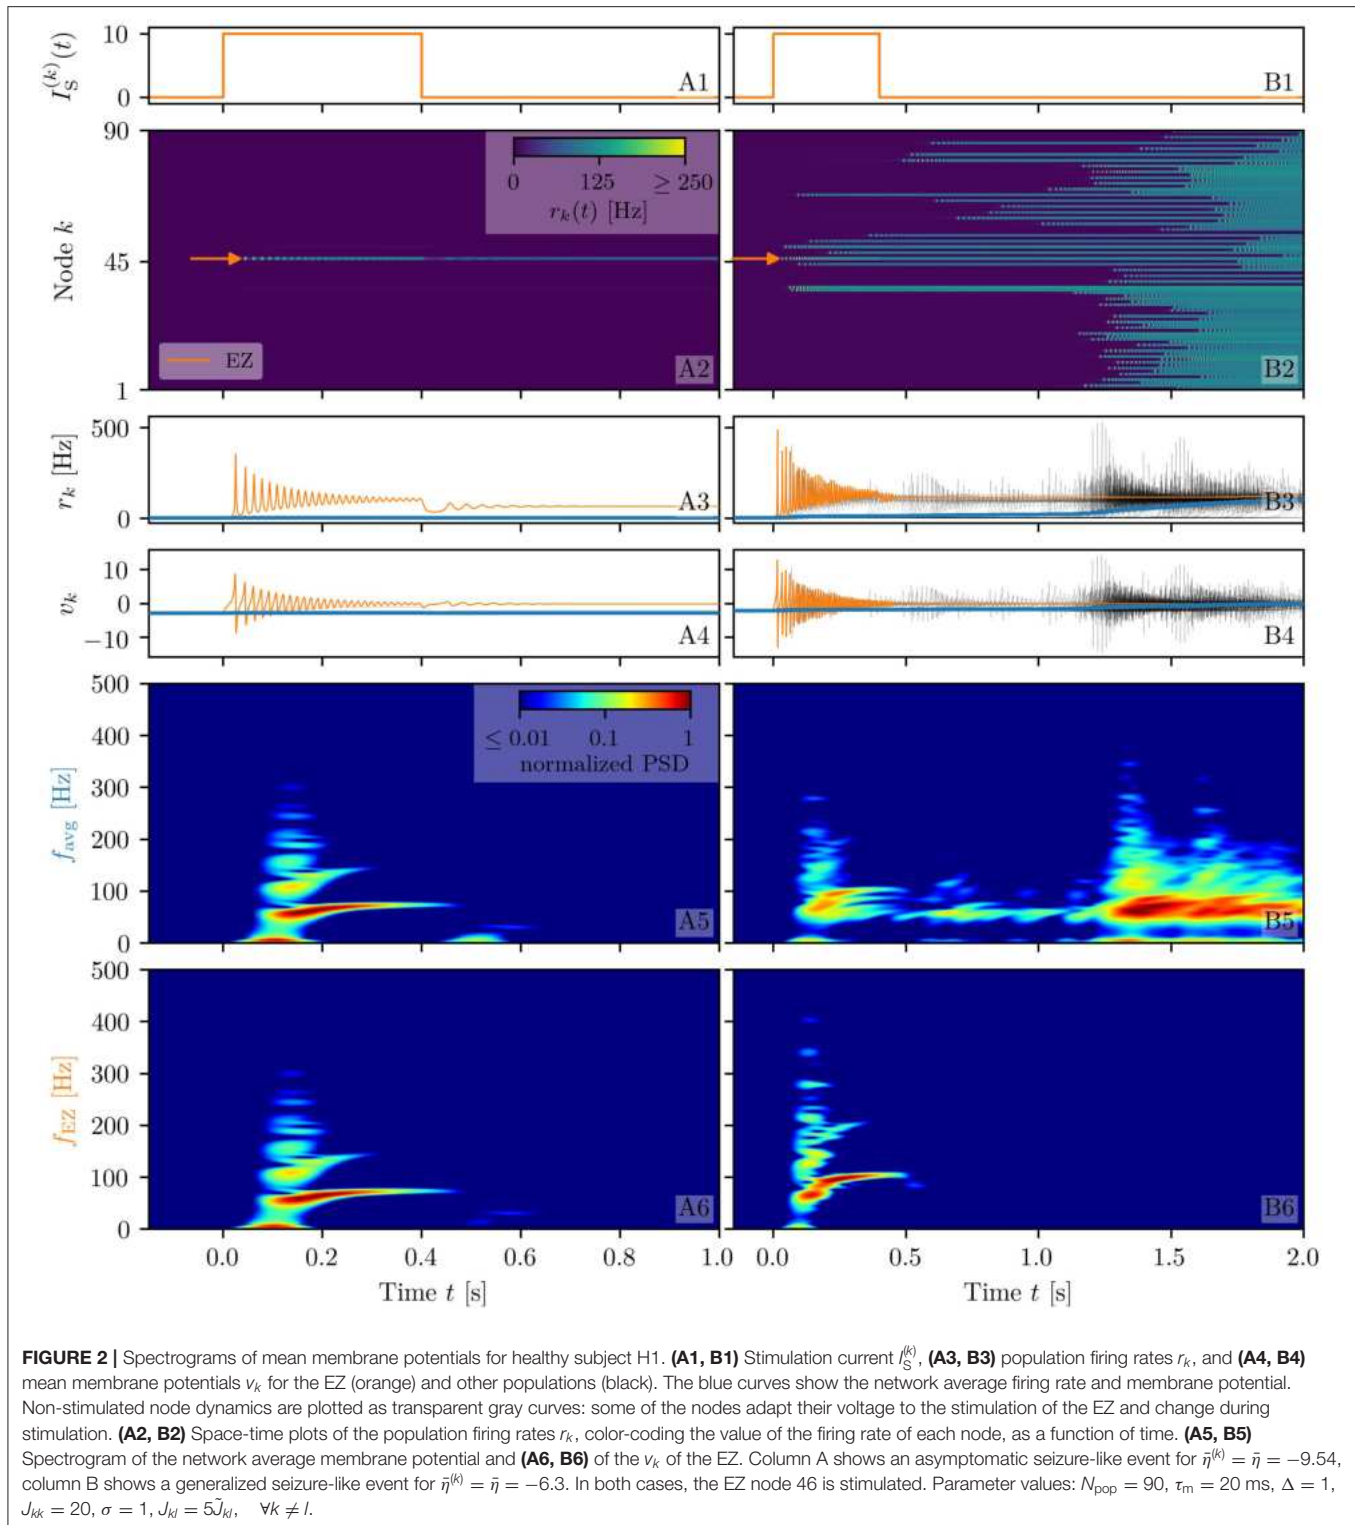 10
0
I_S^{(k)}(t)
A1
B1
90
45
1
Node k
0 125 ≥ 250
r_k(t) [Hz]
EZ
A2
B2
500
0
r_k [Hz]
A3
B3
10
0
−10
v_k
A4
B4
500
400
300
200
100
0
f_avg [Hz]
≤ 0.01 0.1 1
normalized PSD
A5
B5
500
400
300
200
100
0
f_EZ [Hz]
A6
B6
0.0 0.2 0.4 0.6 0.8 1.0
0.0 0.5 1.0 1.5 2.0
Time t [s]
Time t [s]
FIGURE 2 | Spectrograms of mean membrane potentials for healthy subject H1. (A1, B1) Stimulation current I_S^{(k)}, (A3, B3) population firing rates r_k, and (A4, B4)
mean membrane potentials v_k for the EZ (orange) and other populations (black). The blue curves show the network average firing rate and membrane potential.
Non-stimulated node dynamics are plotted as transparent gray curves: some of the nodes adapt their voltage to the stimulation of the EZ and change during
stimulation. (A2, B2) Space-time plots of the population firing rates r_k, color-coding the value of the firing rate of each node, as a function of time. (A5, B5)
Spectrogram of the network average membrane potential and (A6, B6) of the v_k of the EZ. Column A shows an asymptomatic seizure-like event for η̄^{(k)} = η̄ = −9.54,
column B shows a generalized seizure-like event for η̄^{(k)} = η̄ = −6.3. In both cases, the EZ node 46 is stimulated. Parameter values: N_pop = 90, τ_m = 20 ms, Δ = 1,
J_kk = 20, σ = 1, J_kl = 5J̃_kl, ∀k ≠ l.